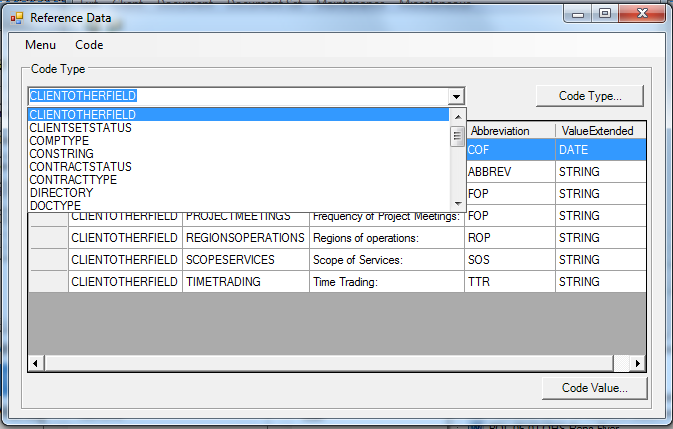 Reference Data
Menu Code
Code Type
CLIENTOTHERFIELD
Code Type...
CLIENTOTHERFIELD
CLIENTSETSTATUS
COMPTYPE
CONSTRING
CONTRACTSTATUS
CONTRACTTYPE
DIRECTORY
DOCTYPE
Abbreviation ValueExtended
COF DATE
ABBREV STRING
FOP STRING
CLIENTOTHERFIELD PROJECTMEETINGS Frequency of Project Meetings: FOP STRING
CLIENTOTHERFIELD REGIONSOPERATIONS Regions of operations: ROP STRING
CLIENTOTHERFIELD SCOPESERVICES Scope of Services: SOS STRING
CLIENTOTHERFIELD TIMETRADING Time Trading: TTR STRING
Code Value...